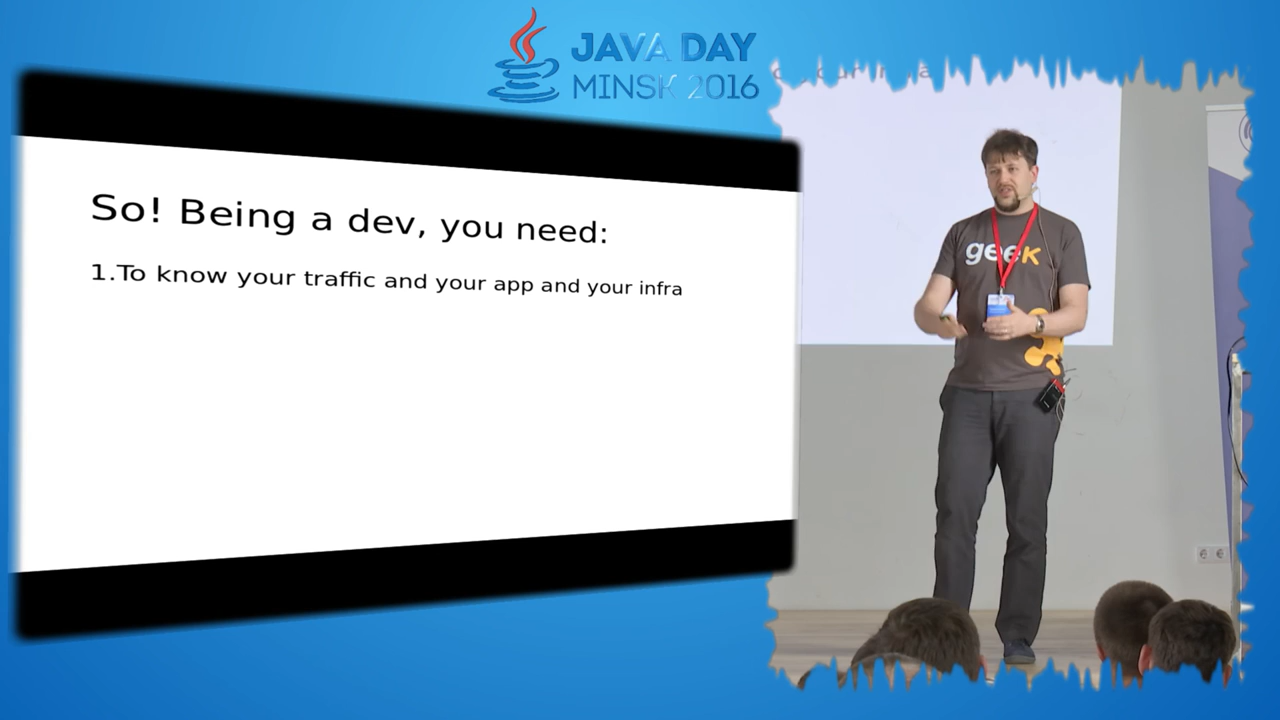 JAVA DAY
MINSK 2016
So! Being a dev, you need:
1.To know your traffic and your app and your infra
geek